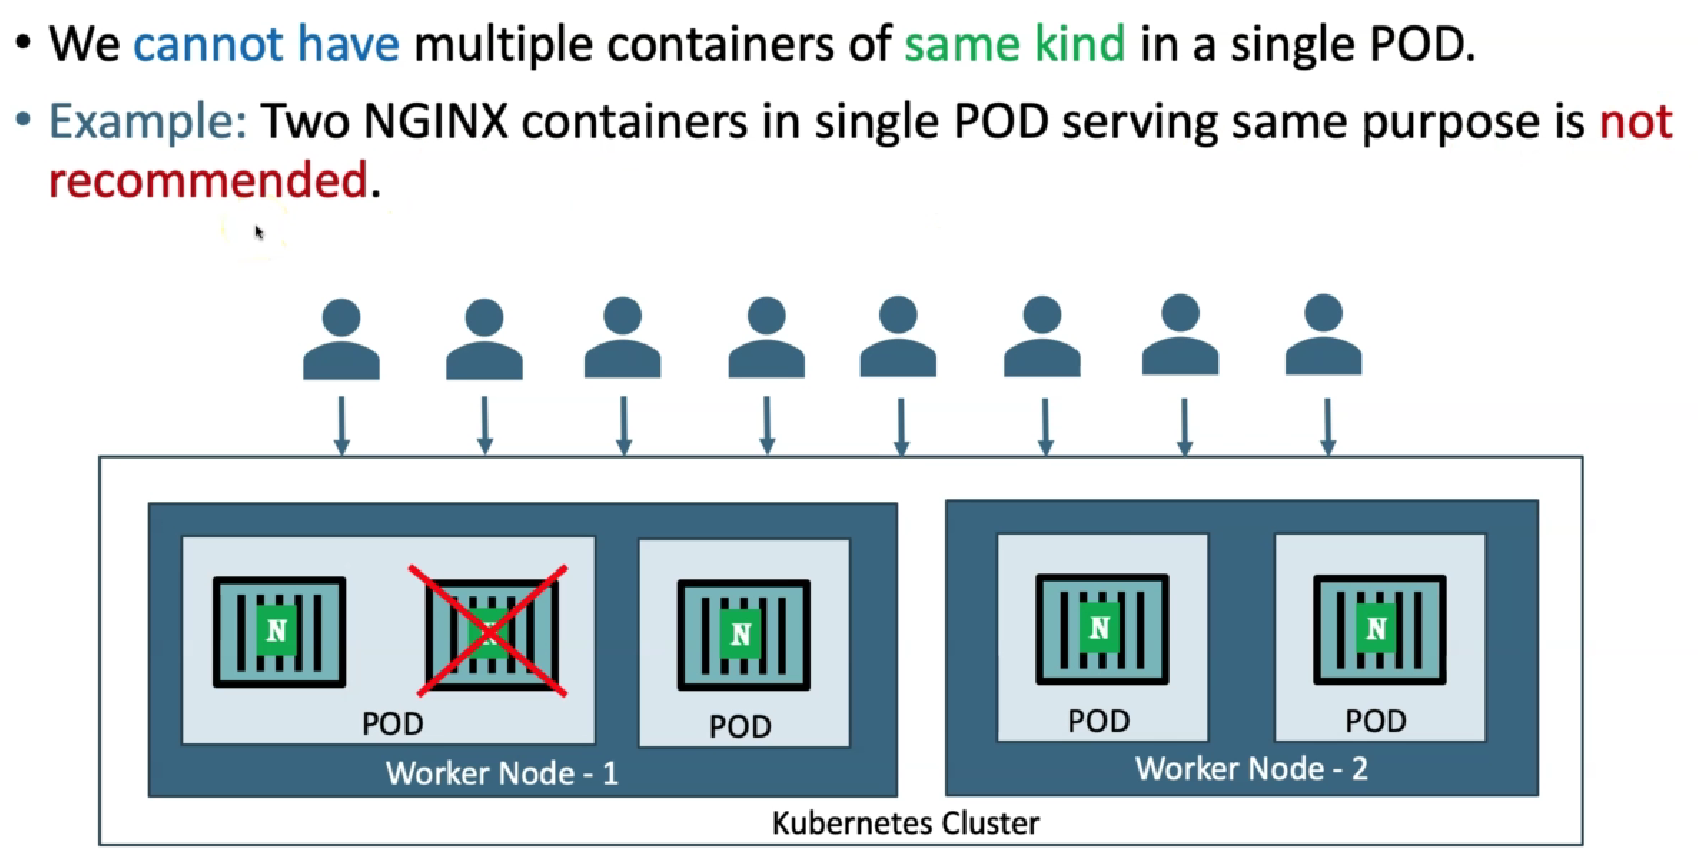 • We cannot have multiple containers of same kind in a single POD.
• Example: Two NGINX containers in single POD serving same purpose is not
recommended.
N
N
N
N
POD
POD
POD
POD
Worker Node - 1
Worker Node - 2
Kubernetes Cluster